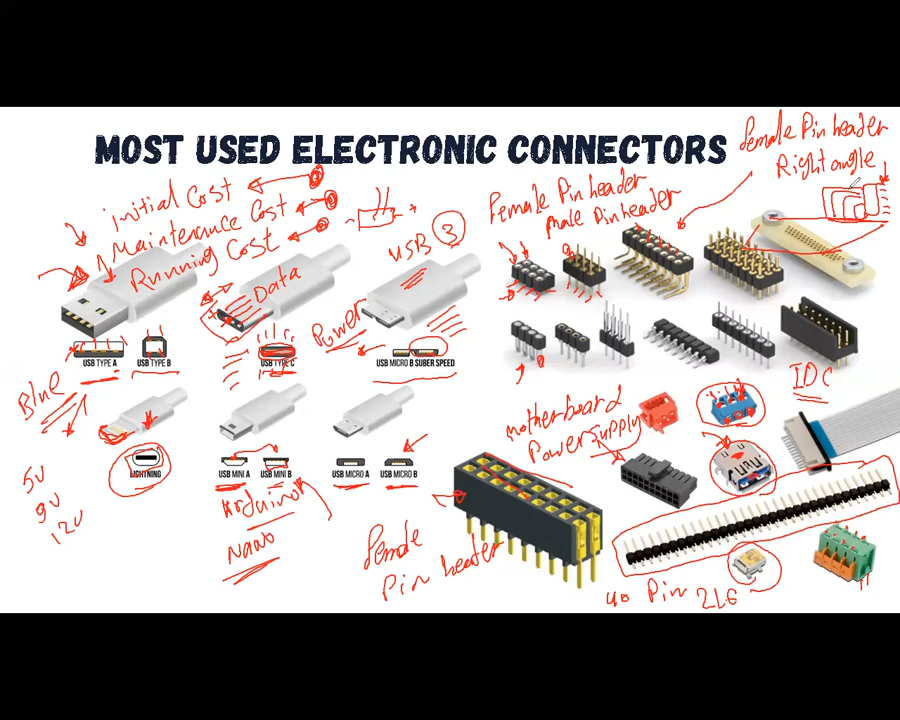 MOST USED ELECTRONIC CONNECTORS
Female Pin header
Right angle
Initial Cost
Maintenance Cost
Running Cost
Data
USB 3
Power
Female Pin header
male Pin header
USB TYPE A
USB TYPE B
USB TYPE C
USB MICRO B SUBER SPEED
Blue
5v
9v
12v
LIGHTNING
USB MINI A
USB MINI B
USB MICRO A
USB MICRO B
Arduino
Nano
Female
Pin header
motherboard
Power supply
IDC
40 Pin